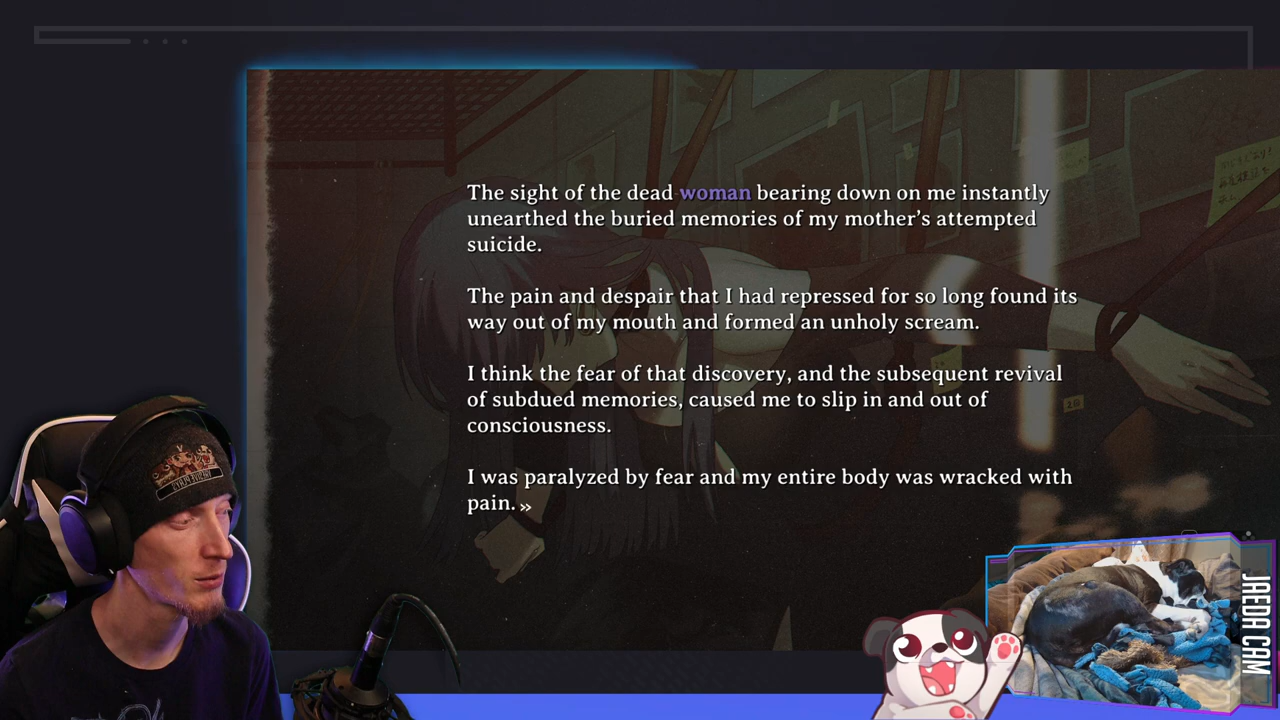 The sight of the dead woman bearing down on me instantly
unearthed the buried memories of my mother's attempted
suicide.
The pain and despair that I had repressed for so long found its
way out of my mouth and formed an unholy scream.
I think the fear of that discovery, and the subsequent revival
of subdued memories, caused me to slip in and out of
consciousness.
I was paralyzed by fear and my entire body was wracked with
pain. »
JAEDA CAM